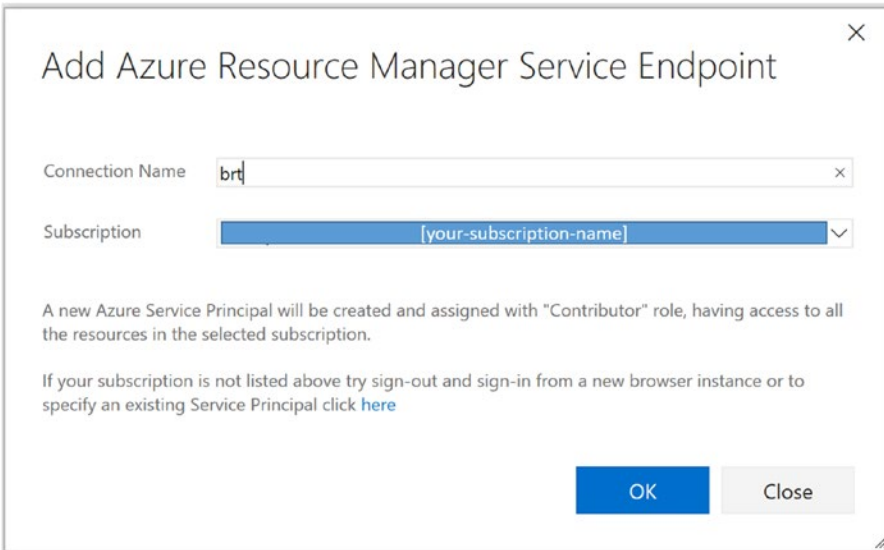 Add Azure Resource Manager Service Endpoint
Connection Name brt
Subscription [your-subscription-name]
A new Azure Service Principal will be created and assigned with "Contributor" role, having access to all
the resources in the selected subscription.
If your subscription is not listed above try sign-out and sign-in from a new browser instance or to
specify an existing Service Principal click here
OK Close